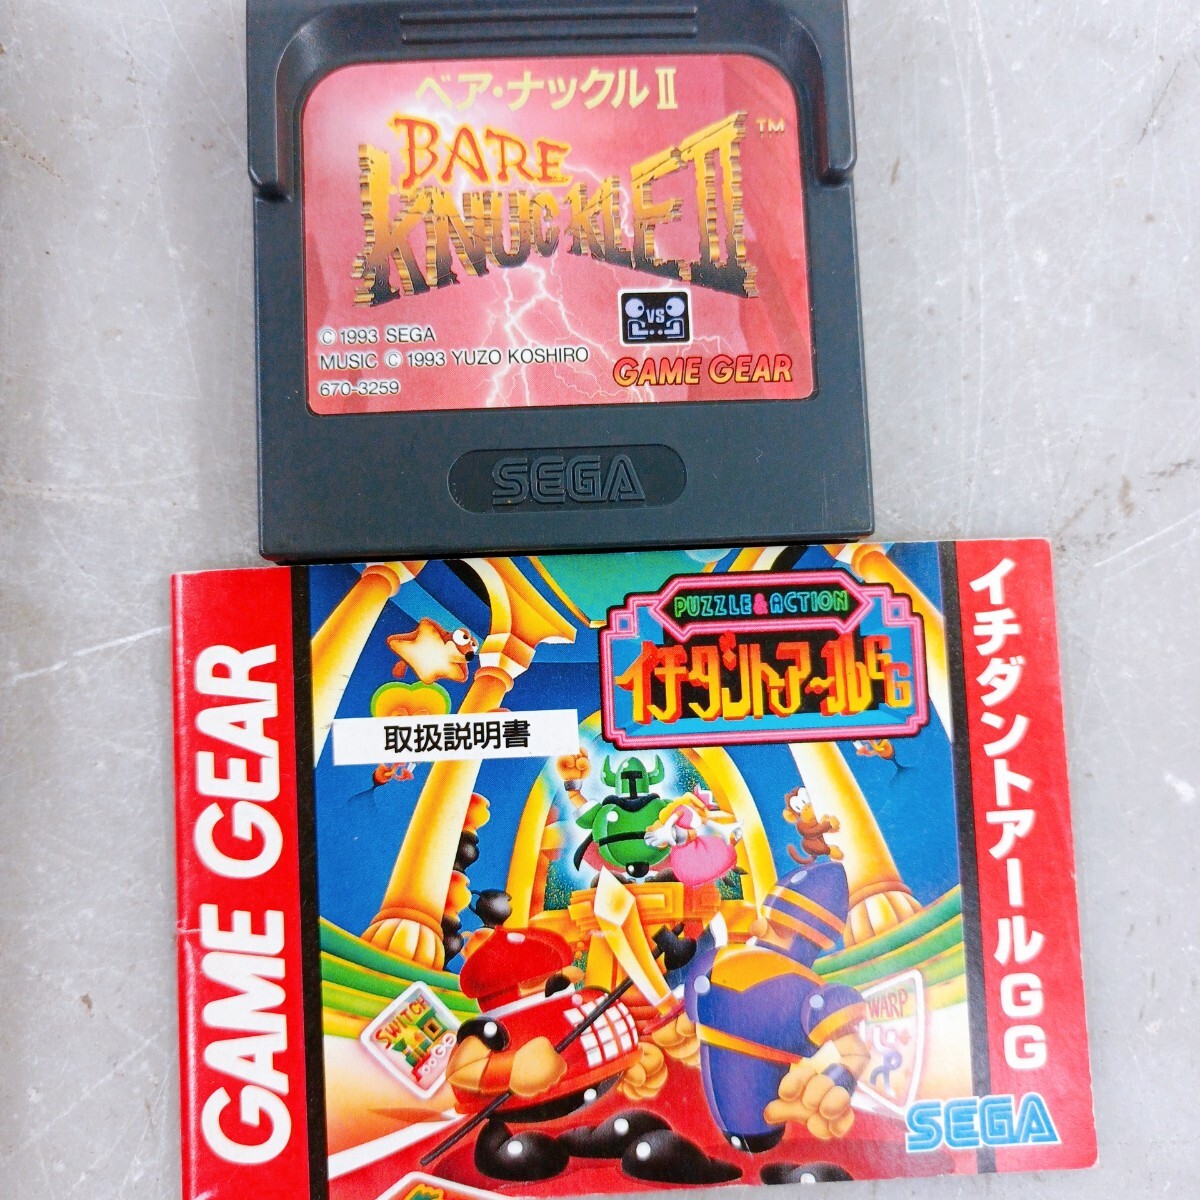 ベア・ナックルII
BARE
KNUCKLE II
TM
© 1993 SEGA
MUSIC © 1993 YUZO KOSHIRO
670-3259
VS
GAME GEAR
SEGA
GAME GEAR
PUZZLE & ACTION
イチダントアールGG
取扱説明書
SWITCH
WARP
イチダントアールGG
SEGA